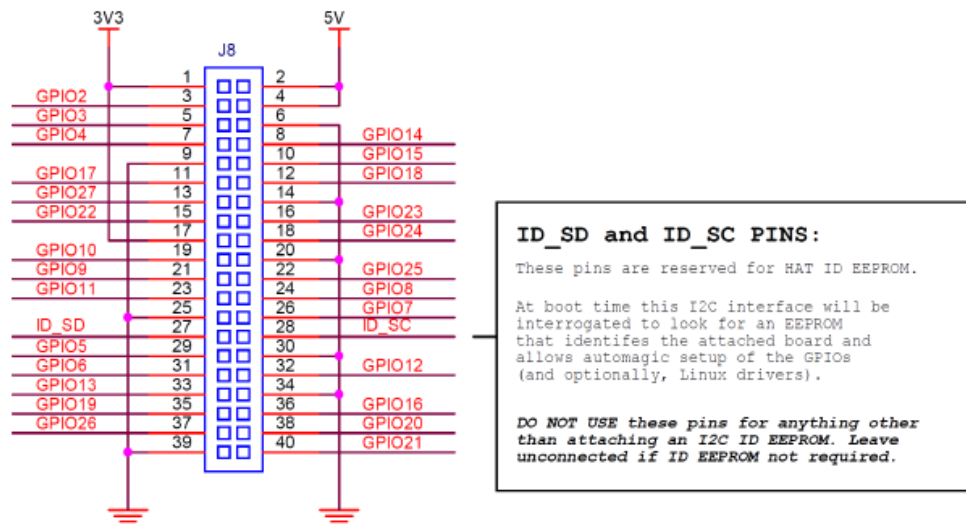 3V3 5V
J8
1 2
GPIO2 3 4
GPIO3 5 6
GPIO4 7 8 GPIO14
9 10 GPIO15
GPIO17 11 12 GPIO18
GPIO27 13 14
GPIO22 15 16 GPIO23
17 18 GPIO24
GPIO10 19 20
GPIO9 21 22 GPIO25
GPIO11 23 24 GPIO8
25 26 GPIO7
ID_SD 27 28 ID_SC
GPIO5 29 30
GPIO6 31 32 GPIO12
GPIO13 33 34
GPIO19 35 36 GPIO16
GPIO26 37 38 GPIO20
39 40 GPIO21
ID_SD and ID_SC PINS:
These pins are reserved for HAT ID EEPROM.
At boot time this I2C interface will be
interrogated to look for an EEPROM
that identifes the attached board and
allows automagic setup of the GPIOs
(and optionally, Linux drivers).
DO NOT USE these pins for anything other
than attaching an I2C ID EEPROM. Leave
unconnected if ID EEPROM not required.